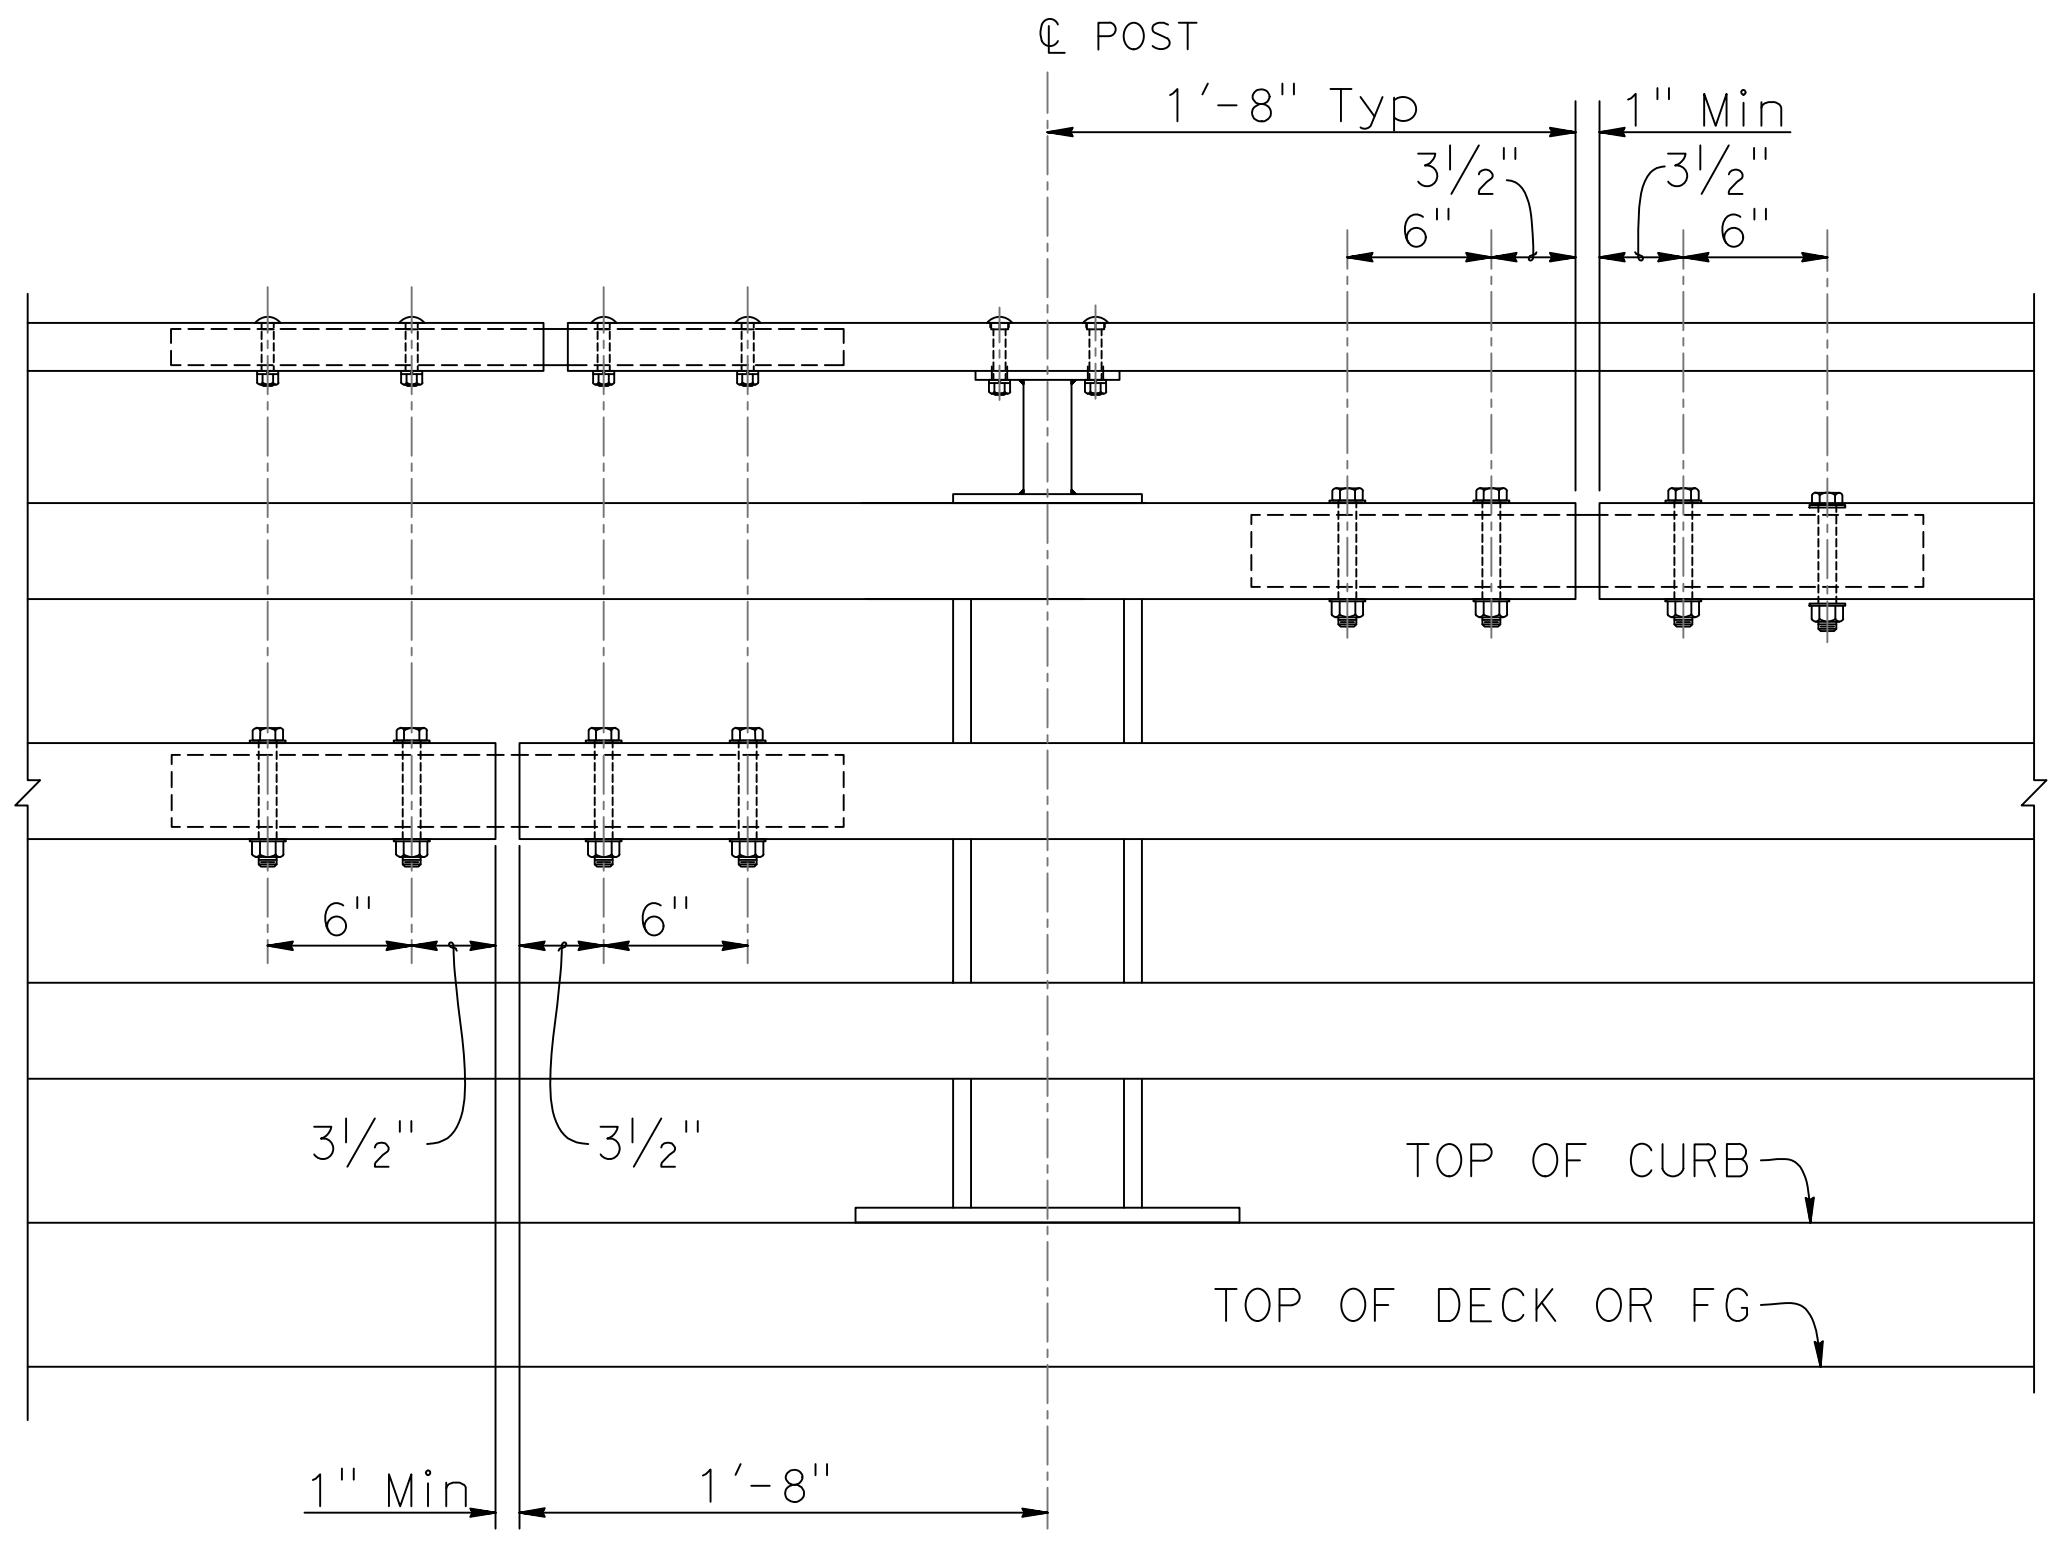 ℄ POST
1'-8" Typ
1" Min
3½"
3½"
6"
6"
6"
6"
3½"
3½"
TOP OF CURB
TOP OF DECK OR FG
1" Min
1'-8"